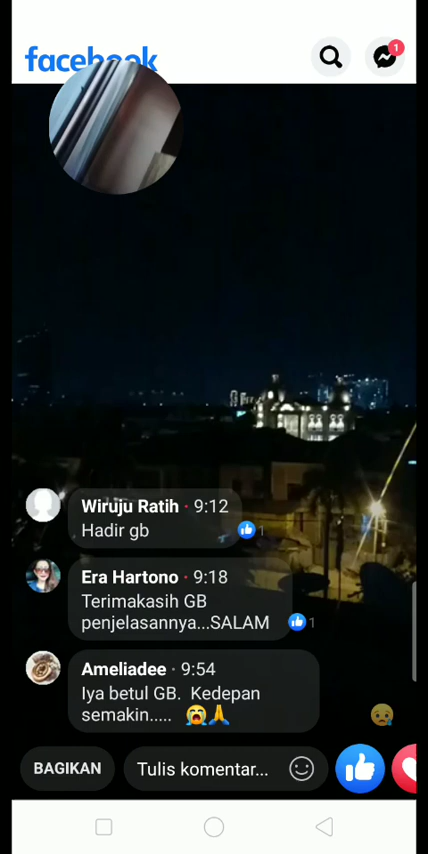 facebook
1
Wiruju Ratih · 9:12
Hadir gb
1
Era Hartono · 9:18
Terimakasih GB
penjelasannya...SALAM
1
Ameliadee · 9:54
Iya betul GB. Kedepan
semakin..... 😭🙏
BAGIKAN
Tulis komentar...